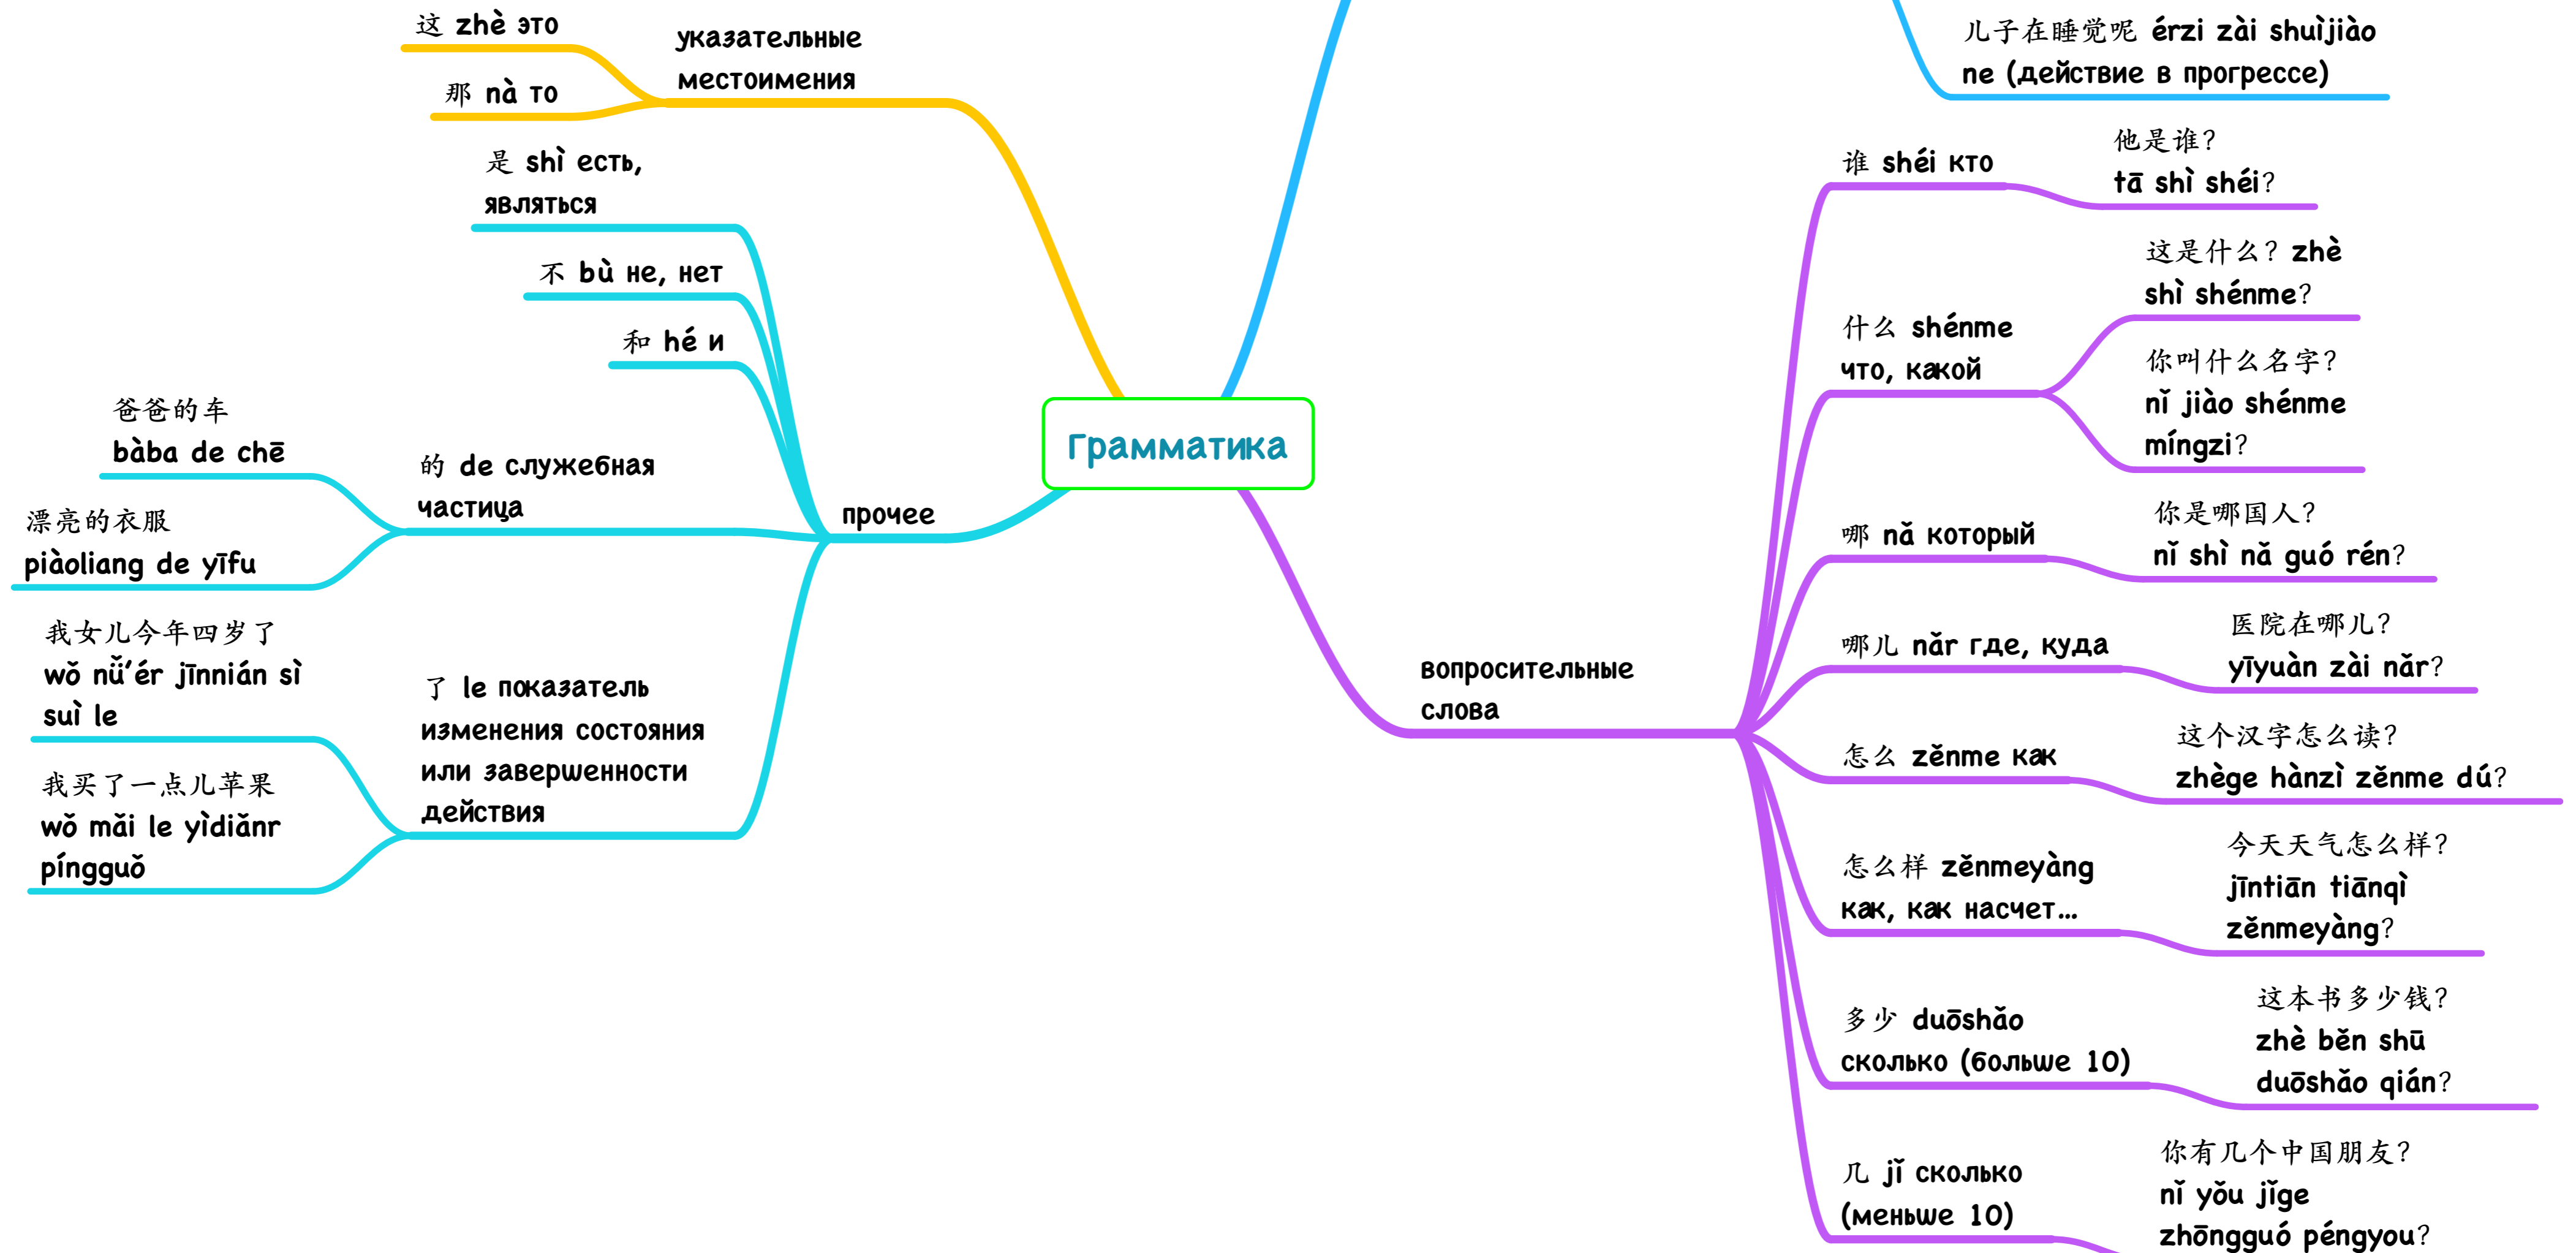 这 zhè это
那 nà то
указательные
местоимения
是 shì есть,
являться
不 bù не, нет
和 hé и
爸爸的车
bàba de chē
漂亮的衣服
piàoliang de yīfu
的 de служебная
частица
我女儿今年四岁了
wǒ nǚ’ér jīnnián sì
suì le
我买了一点儿苹果
wǒ mǎi le yìdiǎnr
píngguǒ
了 le показатель
изменения состояния
или завершенности
действия
прочее
Грамматика
儿子在睡觉呢 érzi zài shuìjiào
ne (действие в прогрессе)
вопросительные
слова
谁 shéi кто
他是谁?
tā shì shéi?
什么 shénme
что, какой
这是什么? zhè
shì shénme?
你叫什么名字?
nǐ jiào shénme
míngzi?
哪 nǎ который
你是哪国人?
nǐ shì nǎ guó rén?
哪儿 nǎr где, куда
医院在哪儿?
yīyuàn zài nǎr?
怎么 zěnme как
这个汉字怎么读?
zhège hànzì zěnme dú?
怎么样 zěnmeyàng
как, как насчет...
今天天气怎么样?
jīntiān tiānqì
zěnmeyàng?
多少 duōshǎo
сколько (больше 10)
这本书多少钱?
zhè běn shū
duōshǎo qián?
几 jǐ сколько
(меньше 10)
你有几个中国朋友?
nǐ yǒu jǐge
zhōngguó péngyou?